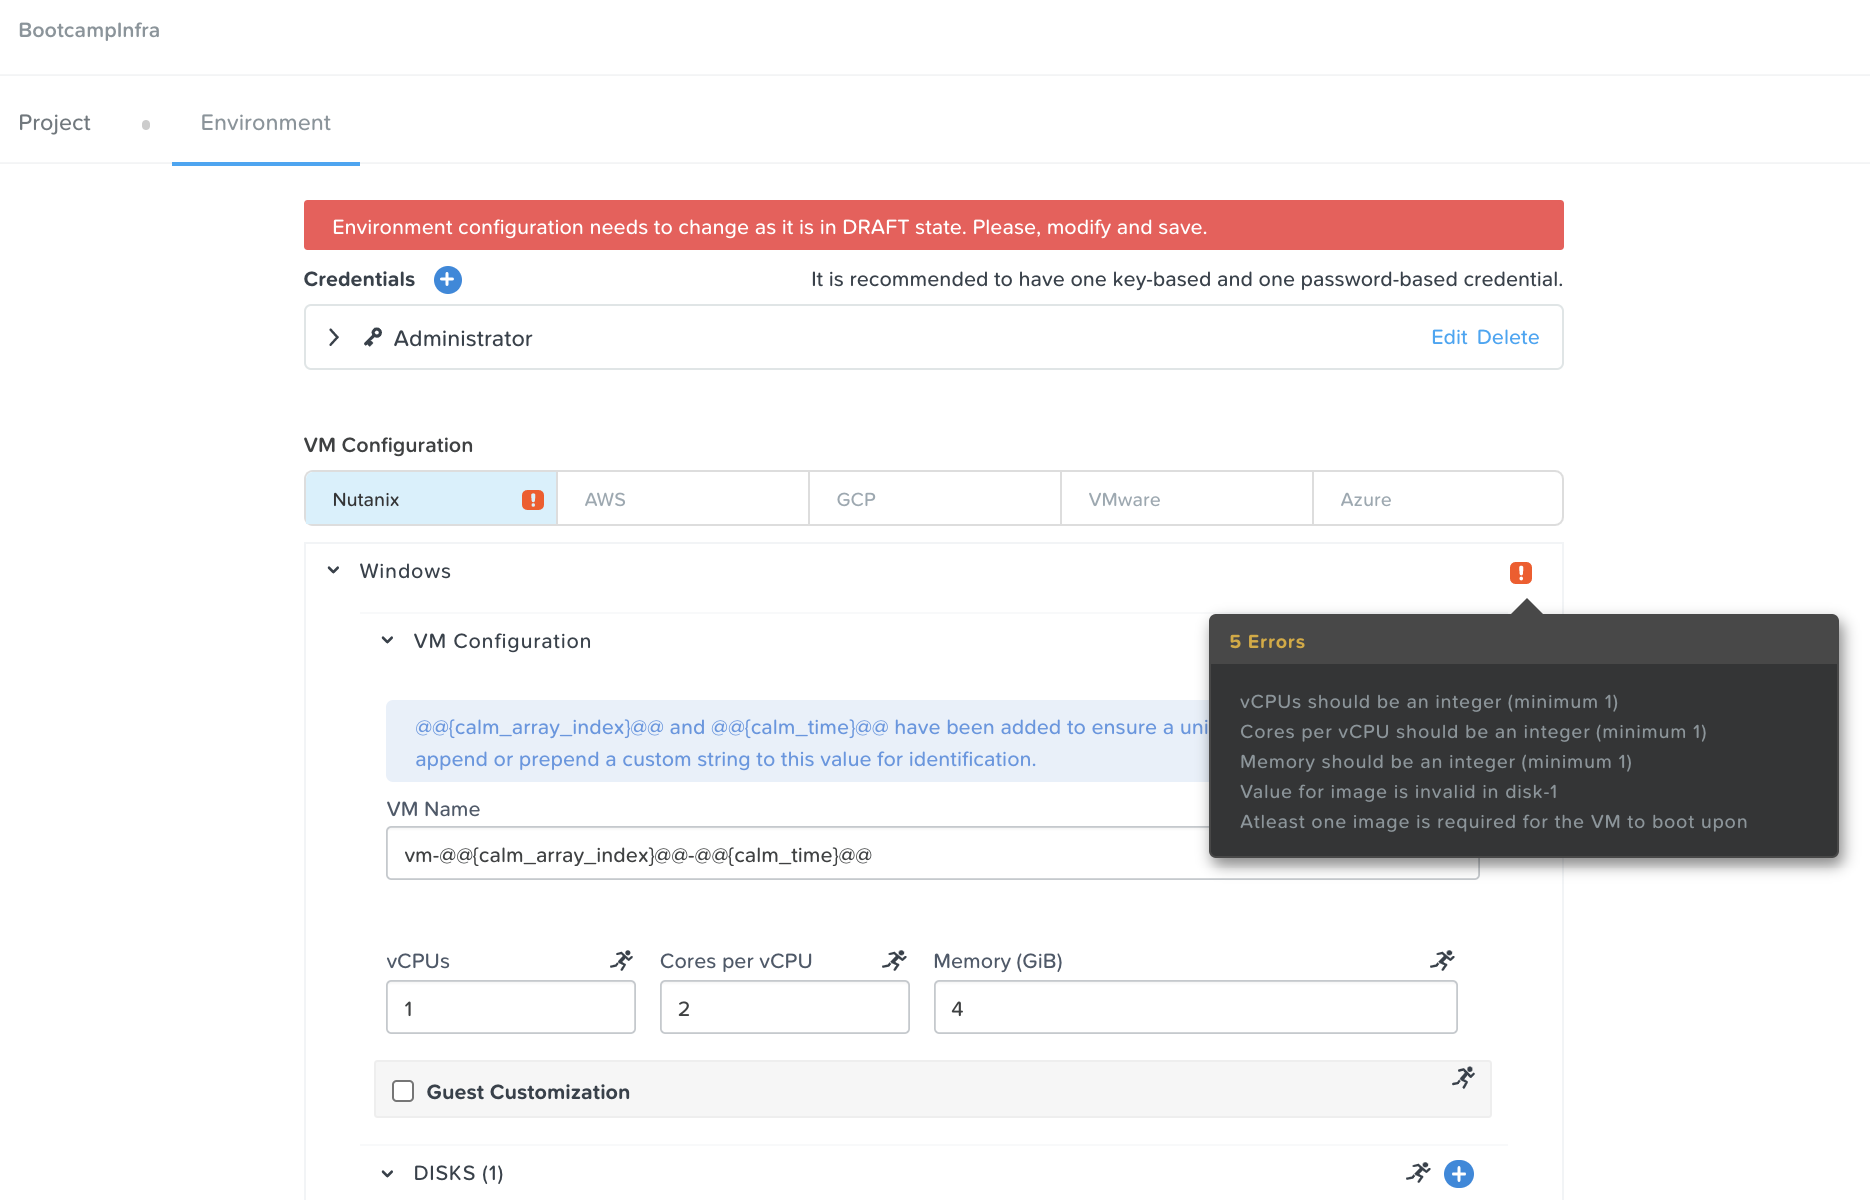 BootcampInfra
Project
Environment
Environment configuration needs to change as it is in DRAFT state. Please, modify and save.
Credentials
It is recommended to have one key-based and one password-based credential.
Administrator
Edit Delete
VM Configuration
Nutanix
AWS
GCP
VMware
Azure
Windows
VM Configuration
5 Errors
vCPUs should be an integer (minimum 1)
Cores per vCPU should be an integer (minimum 1)
Memory should be an integer (minimum 1)
Value for image is invalid in disk-1
Atleast one image is required for the VM to boot upon
@@{calm_array_index}@@ and @@{calm_time}@@ have been added to ensure a uni
append or prepend a custom string to this value for identification.
VM Name
vm-@@{calm_array_index}@@-@@{calm_time}@@
vCPUs
Cores per vCPU
Memory (GiB)
1
2
4
Guest Customization
DISKS (1)